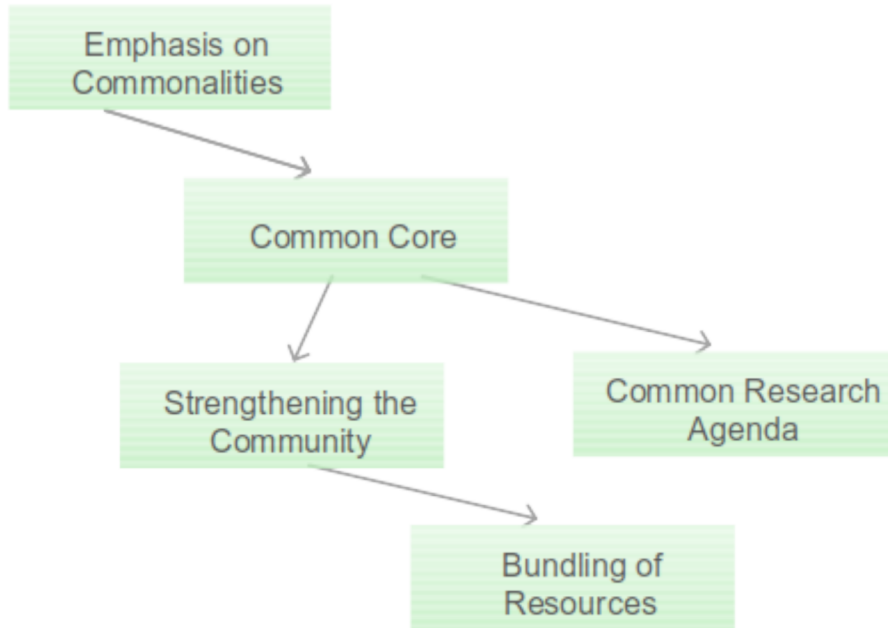 Emphasis on
Commonalities
Common Core
Strengthening the
Community
Common Research
Agenda
Bundling of
Resources